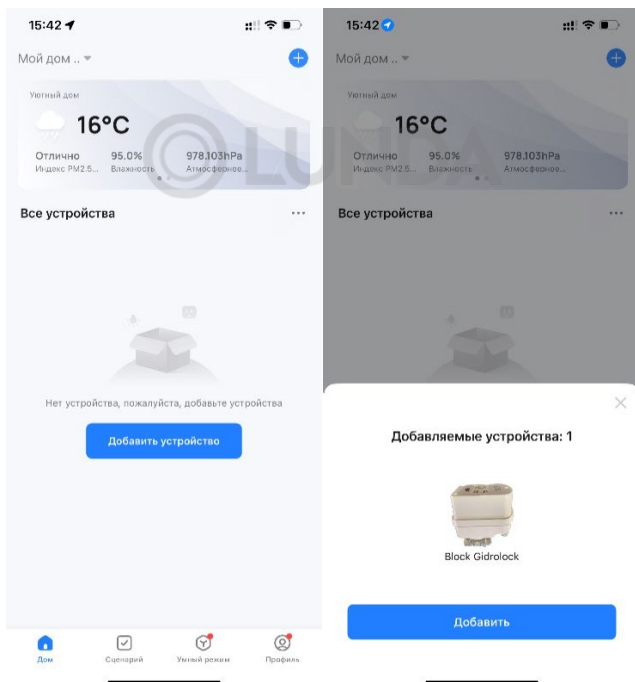 15:42
Мой дом ..
Уютный дом
16°C
Отлично 95.0% 978.103hPa
Индекс PM2.5... Влажность Атмосферное...
Все устройства
Нет устройства, пожалуйста, добавьте устройства
Добавить устройство
Дом Сценарий Умный режим Профиль
15:42
Мой дом ..
Уютный дом
16°C
Отлично 95.0% 978.103hPa
Индекс PM2.5... Влажность Атмосферное...
Все устройства
Добавляемые устройства: 1
Block Gidrolock
Добавить
LUNDA